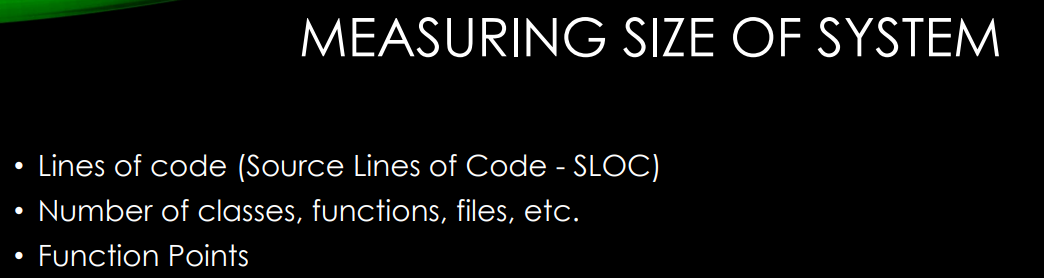 MEASURING SIZE OF SYSTEM
• Lines of code (Source Lines of Code - SLOC)
• Number of classes, functions, files, etc.
• Function Points